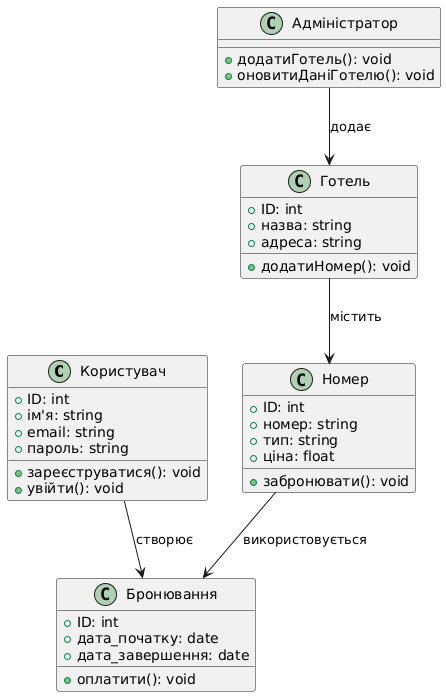 C Адміністратор
додатиГотель(): void
оновитиДаніГотелю(): void
додає
C Готель
ID: int
назва: string
адреса: string
додатиНомер(): void
містить
C Користувач
ID: int
ім'я: string
email: string
пароль: string
зареєструватися(): void
увійти(): void
C Номер
ID: int
номер: string
тип: string
ціна: float
забронювати(): void
створює
використовується
C Бронювання
ID: int
дата_початку: date
дата_завершення: date
оплатити(): void